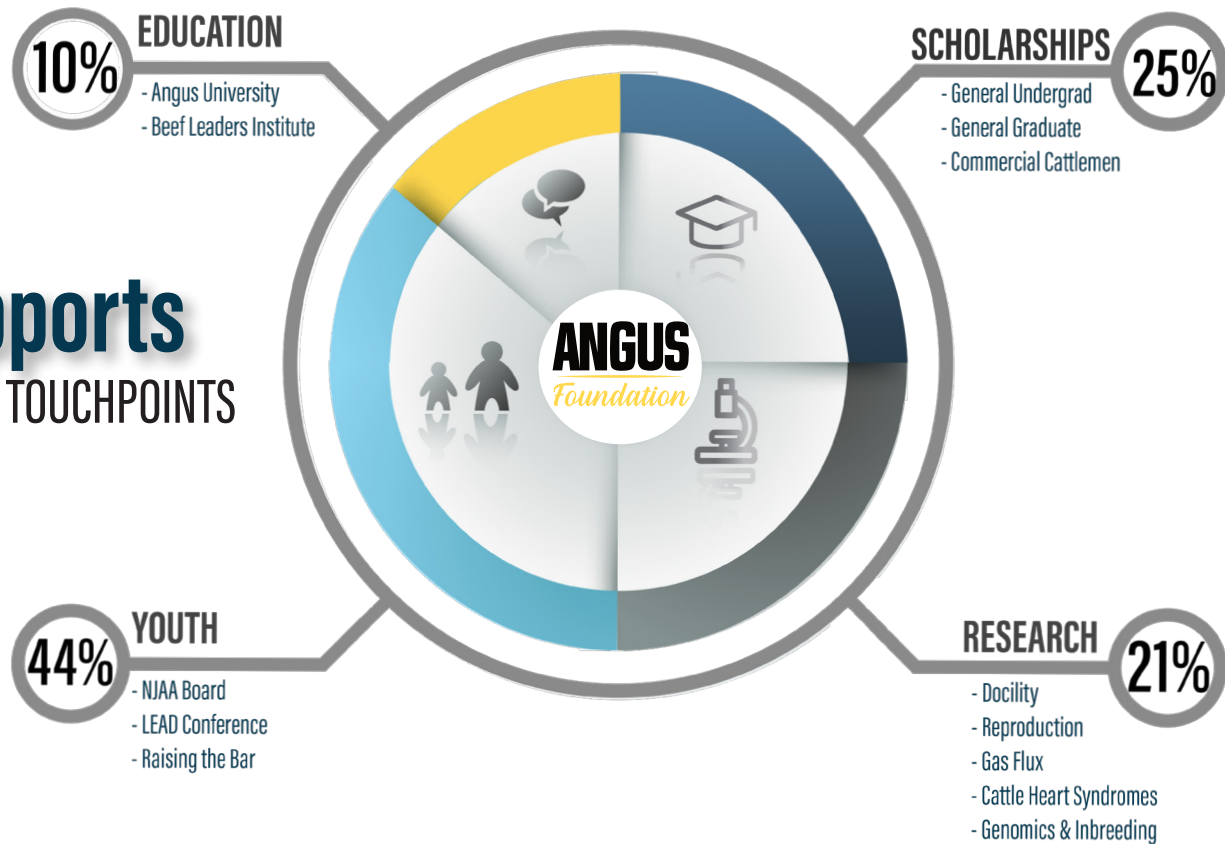 10%
EDUCATION
- Angus University
- Beef Leaders Institute
SCHOLARSHIPS
25%
- General Undergrad
- General Graduate
- Commercial Cattlemen
TOUCHPOINTS
ANGUS
Foundation
44%
YOUTH
- NJAA Board
- LEAD Conference
- Raising the Bar
RESEARCH
21%
- Docility
- Reproduction
- Gas Flux
- Cattle Heart Syndromes
- Genomics & Inbreeding